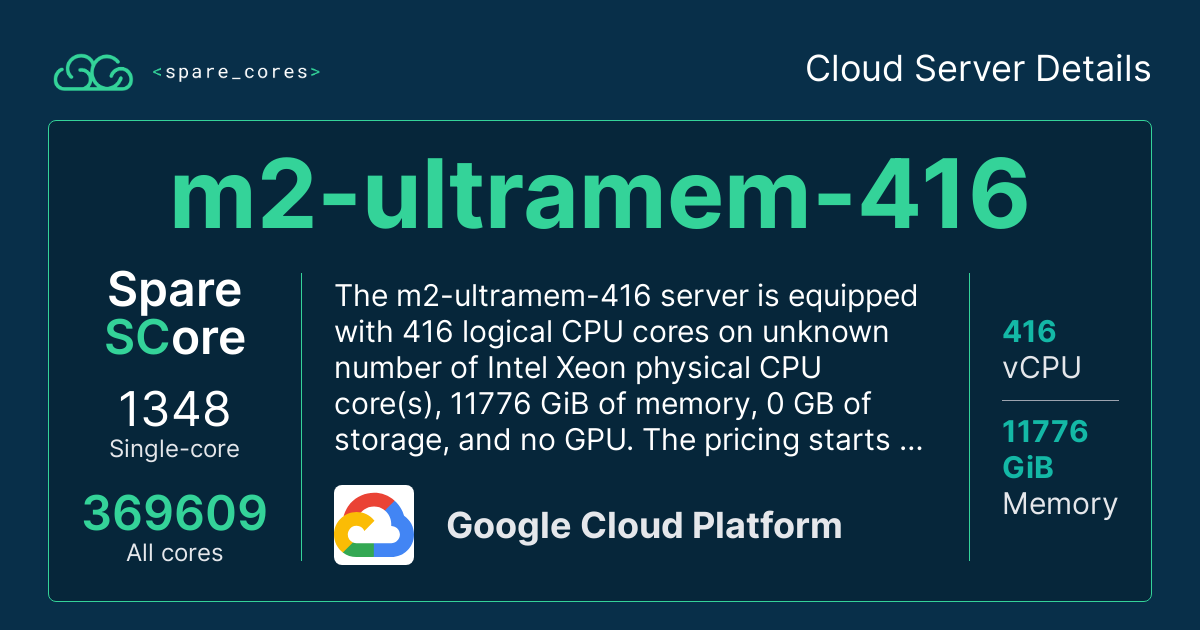 <spare_cores>
Cloud Server Details
m2-ultramem-416
Spare
SCore
1348
Single-core
369609
All cores
The m2-ultramem-416 server is equipped
with 416 logical CPU cores on unknown
number of Intel Xeon physical CPU
core(s), 11776 GiB of memory, 0 GB of
storage, and no GPU. The pricing starts ...
Google Cloud Platform
416
vCPU
11776
GiB
Memory